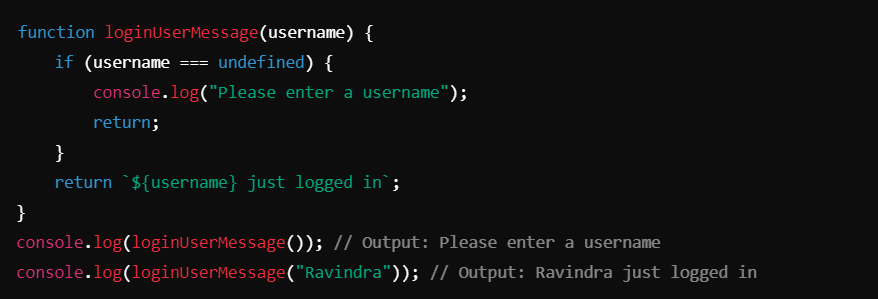 function loginUserMessage(username) {
    if (username === undefined) {
        console.log("Please enter a username");
        return;
    }
    return `${username} just logged in`;
}
console.log(loginUserMessage()); // Output: Please enter a username
console.log(loginUserMessage("Ravindra")); // Output: Ravindra just logged in